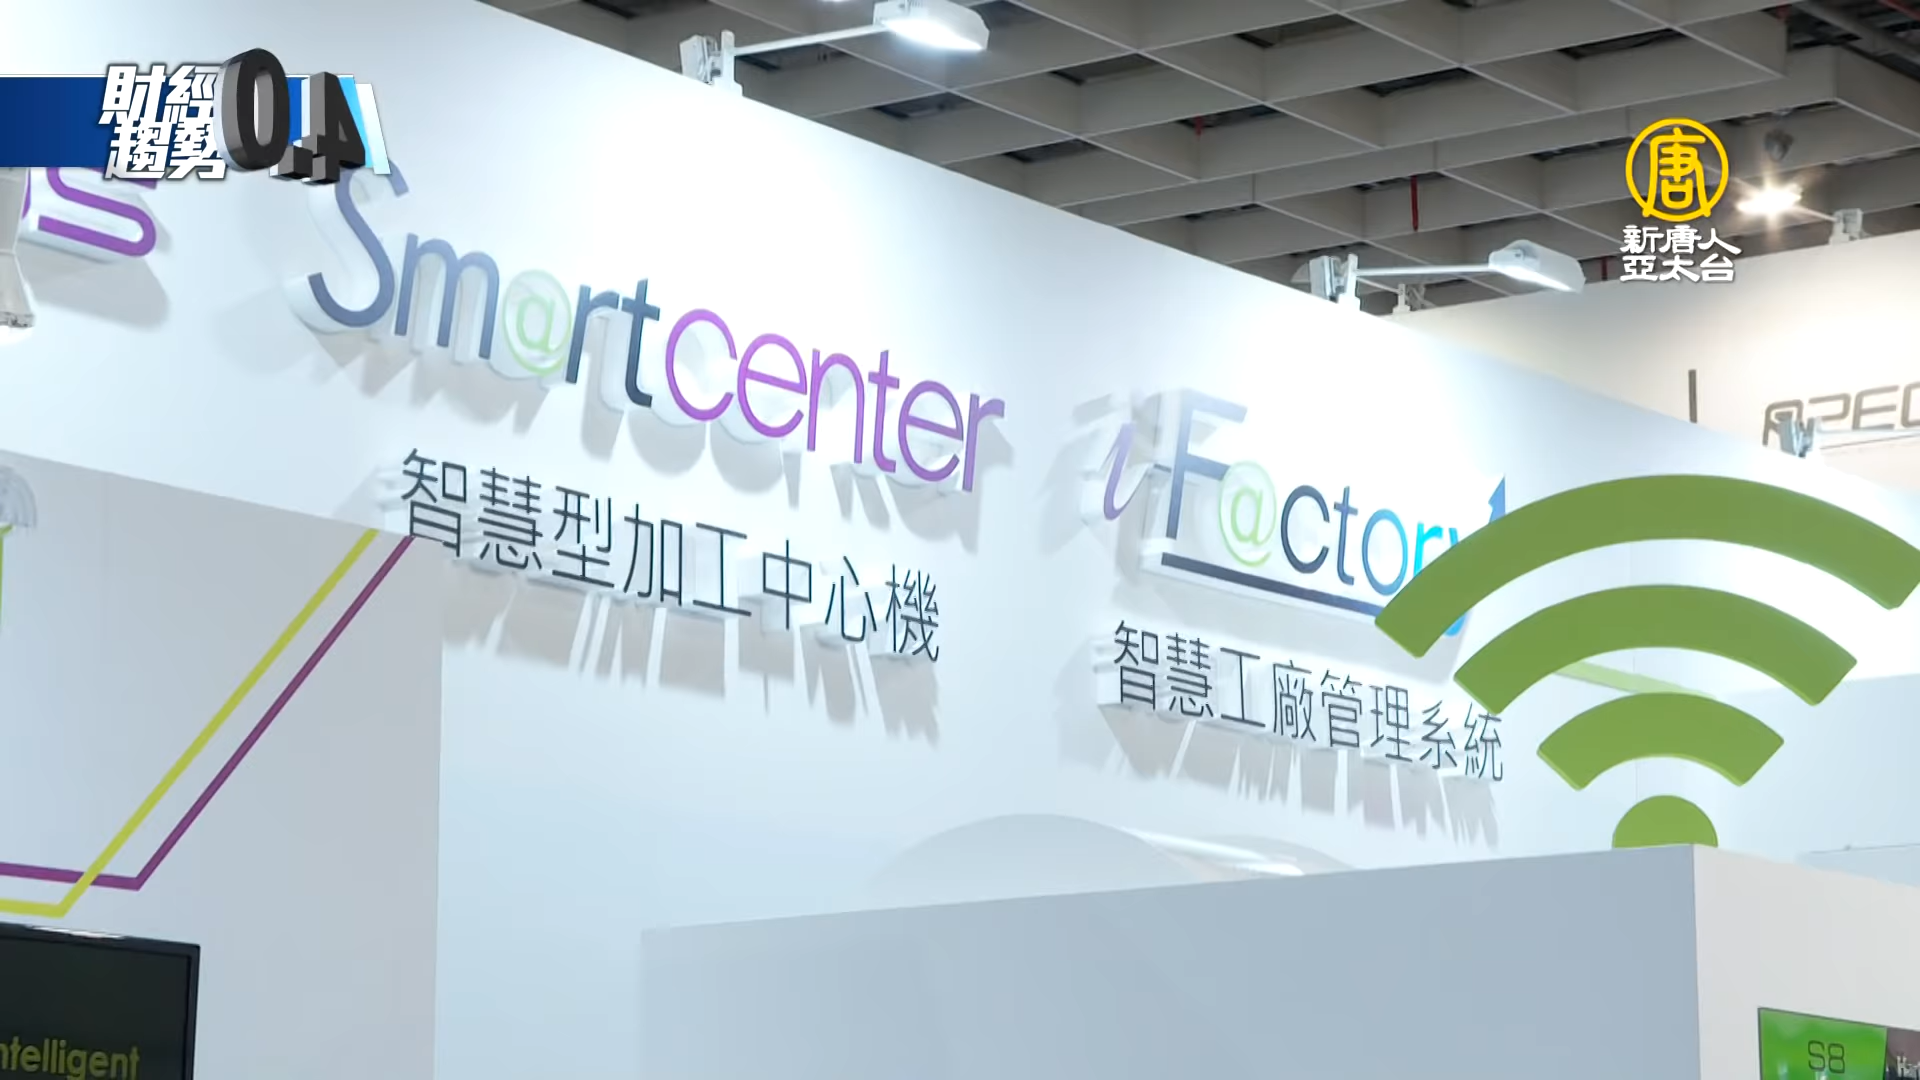 財經
趨勢 4.0
唐
新唐人
亞太台
Sm@rtcenter
智慧型加工中心機
iF@ctory
智慧工廠管理系統
S8